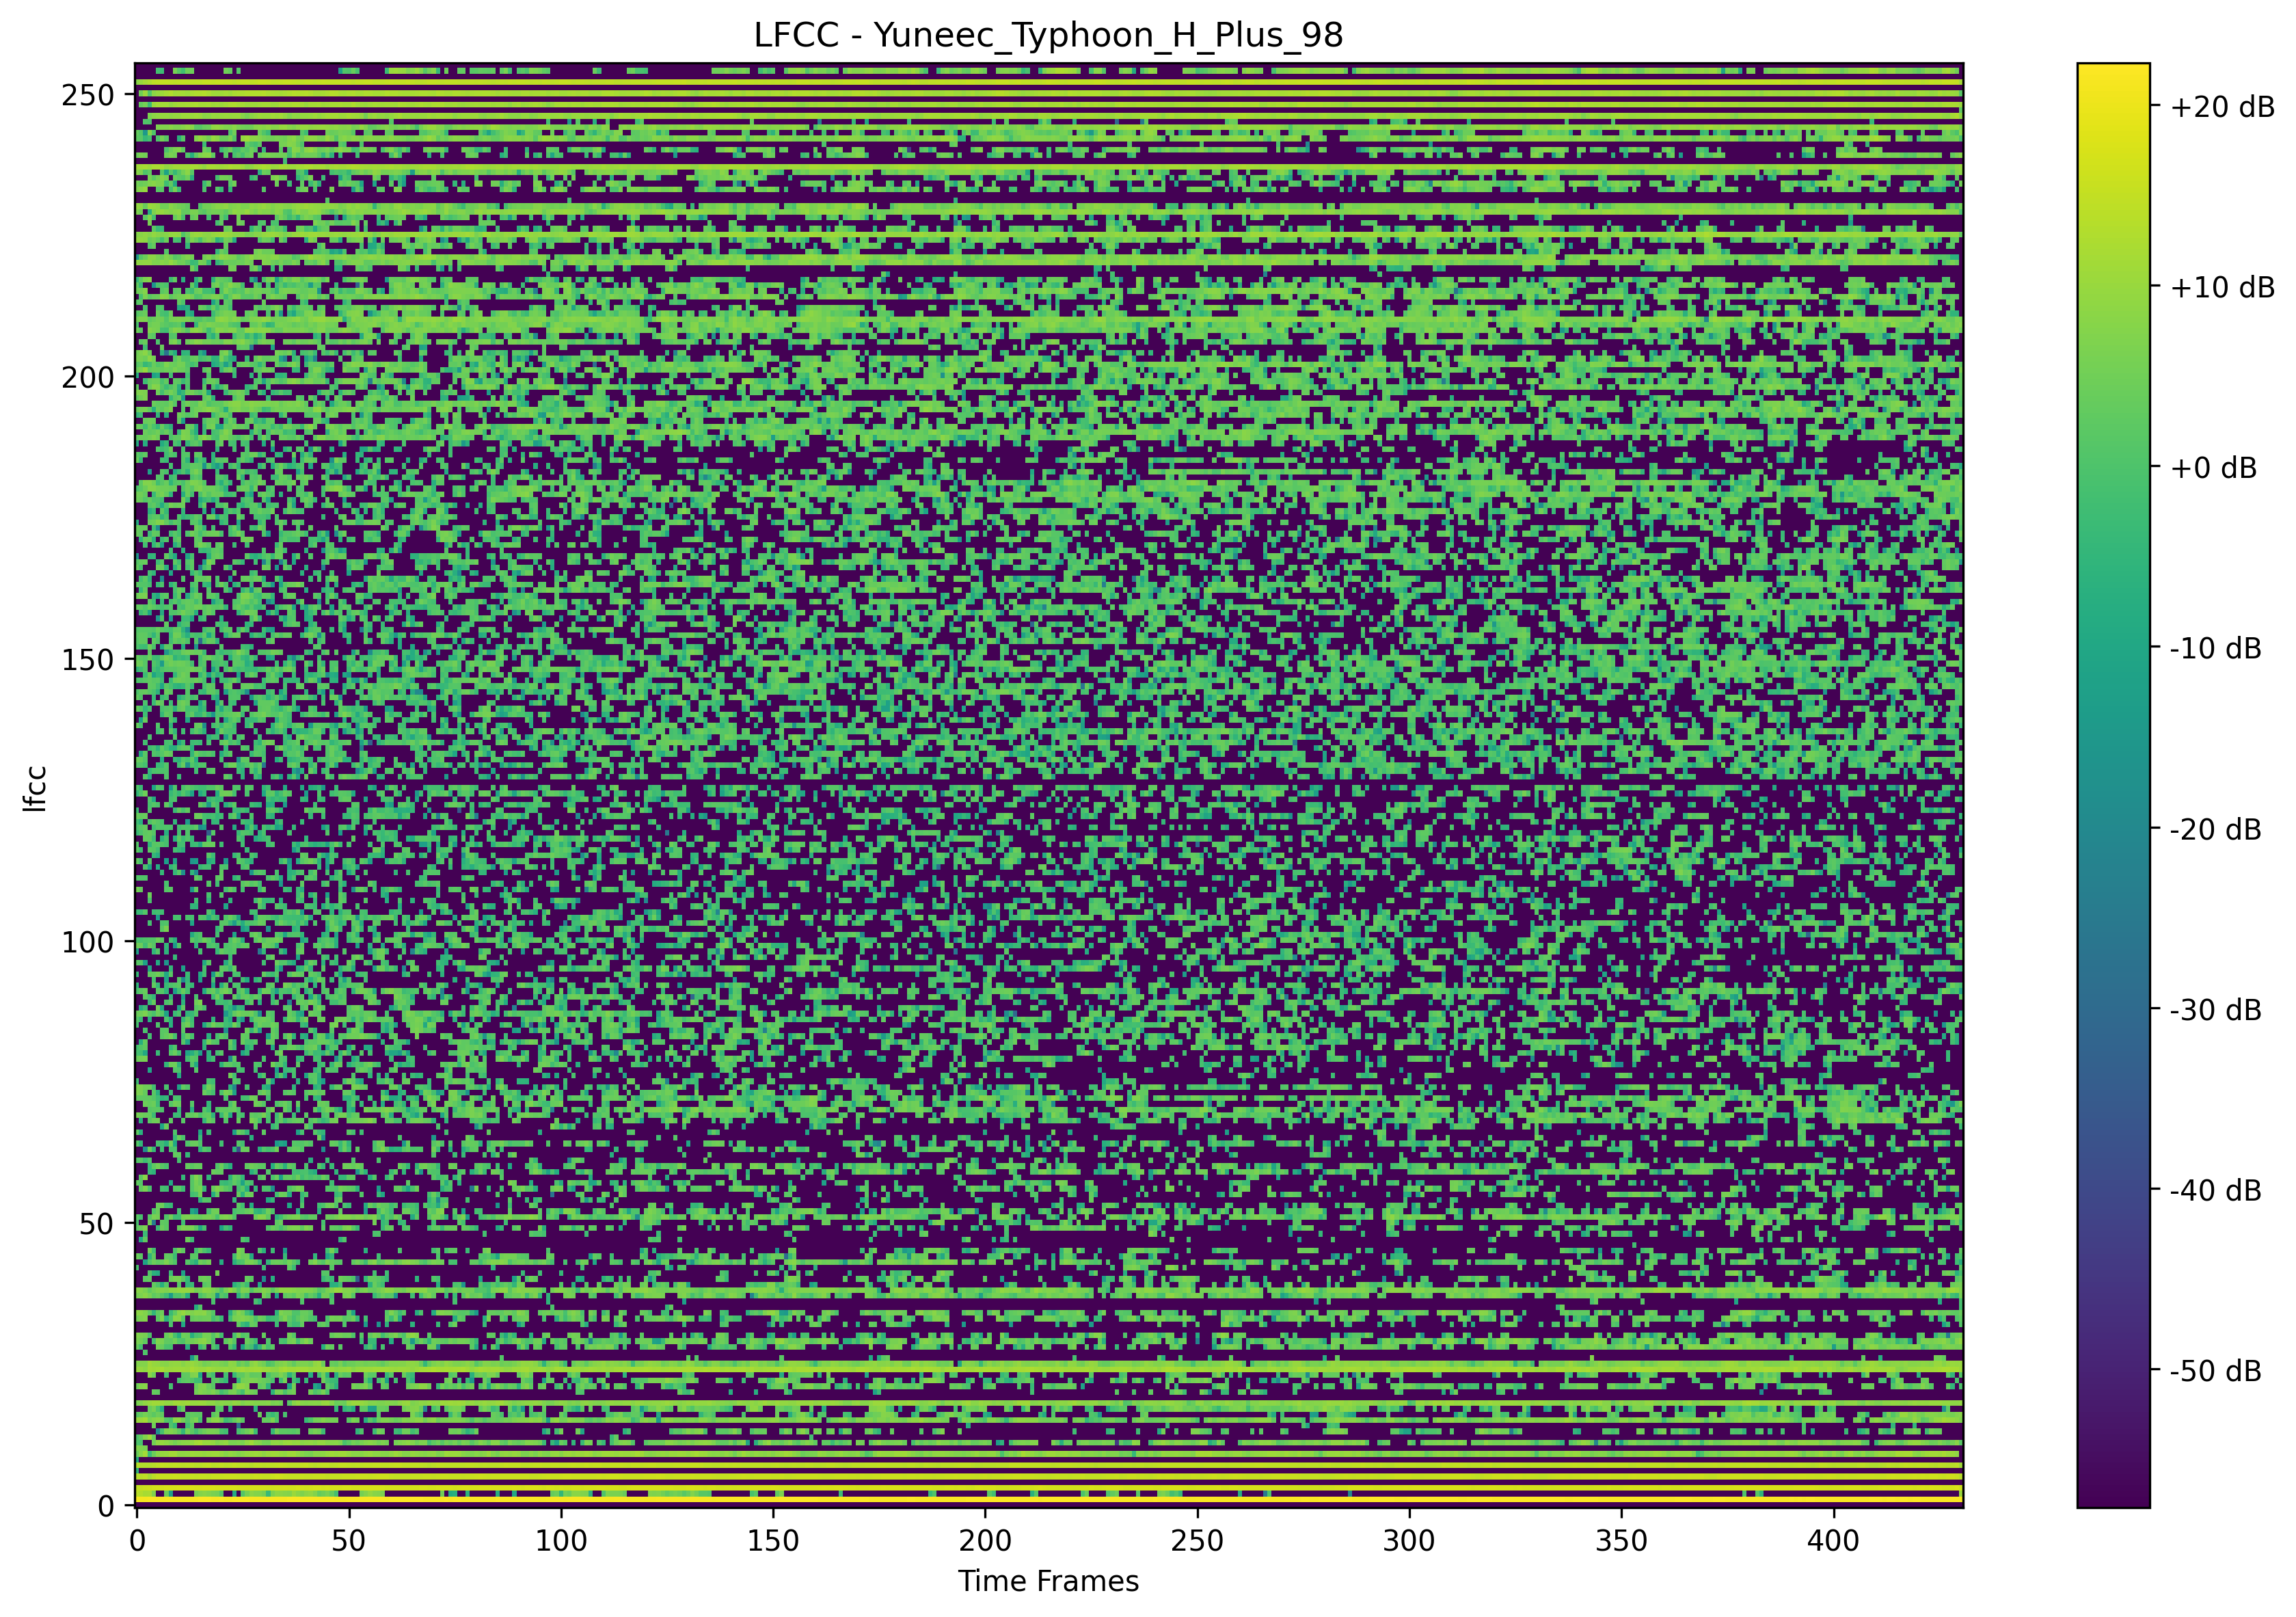 LFCC - Yuneec_Typhoon_H_Plus_98
250
200
150
100
50
0
lfcc
0 50 100 150 200 250 300 350 400
Time Frames
+20 dB
+10 dB
+0 dB
-10 dB
-20 dB
-30 dB
-40 dB
-50 dB